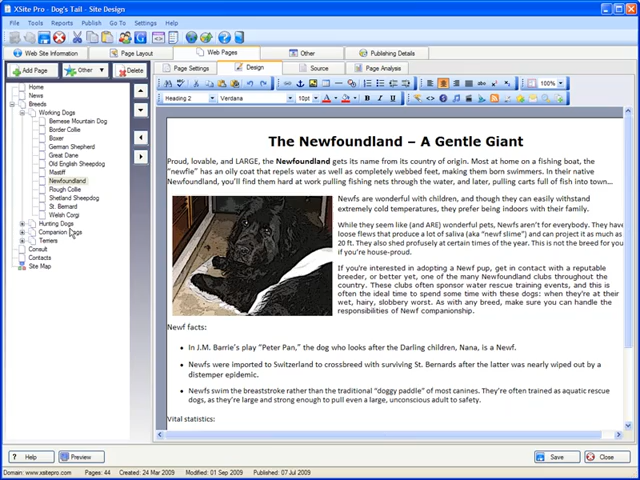 XSite Pro - Dog's Tail - Site Design
File Tools Reports Publish Go To Settings Help
Web Site Information Page Layout Web Pages Other Publishing Details
Add Page Other Delete
Page Settings Design Source Page Analysis
100%
Heading 2 Verdana 10pt A B I U
Home
News
Breeds
Working Dogs
Bernese Mountain Dog
Border Collie
Boxer
German Shepherd
Great Dane
Old English Sheepdog
Mastiff
Newfoundland
Rough Collie
Shetland Sheepdog
St. Bernard
Welsh Corgi
Hunting Dogs
Companion Dogs
Terriers
Consult
Contacts
Site Map
The Newfoundland – A Gentle Giant
Proud, lovable, and LARGE, the Newfoundland gets its name from its country of origin. Most at home on a fishing boat, the
"newfie" has an oily coat that repels water as well as completely webbed feet, making them born swimmers. In their native
Newfoundland, you'll find them hard at work pulling fishing nets through the water, and later, pulling carts full of fish into town...
Newfs are wonderful with children, and though they can easily withstand
extremely cold temperatures, they prefer being indoors with their family.
While they seem like (and ARE) wonderful pets, Newfs aren't for everybody. They hav
loose flews that produce a lot of saliva (aka "newf slime") and can project it as much as
20 ft. They also shed profusely at certain times of the year. This is not the breed for you
if you're house-proud.
If you're interested in adopting a Newf pup, get in contact with a reputable
breeder, or better yet, one of the many Newfoundland clubs throughout the
country. These clubs often sponsor water rescue training events, and this is
often the ideal time to spend some time with these dogs: when they're at their
wet, hairy, slobbery worst. As with any breed, make sure you can handle the
responsibilities of Newf companionship.
Newf facts:
In J.M. Barrie's play "Peter Pan," the dog who looks after the Darling children, Nana, is a Newf.
Newfs were imported to Switzerland to crossbreed with surviving St. Bernards after the latter was nearly wiped out by a
distemper epidemic.
Newfs swim the breaststroke rather than the traditional "doggy paddle" of most canines. They're often trained as aquatic rescue
dogs, as they're large and strong enough to pull even a large, unconscious adult to safety.
Vital statistics:
Help Preview Save Close
Domain: www.xsitepro.com Pages: 44 Created: 24 Mar 2009 Modified: 01 Sep 2009 Published: 07 Jul 2009